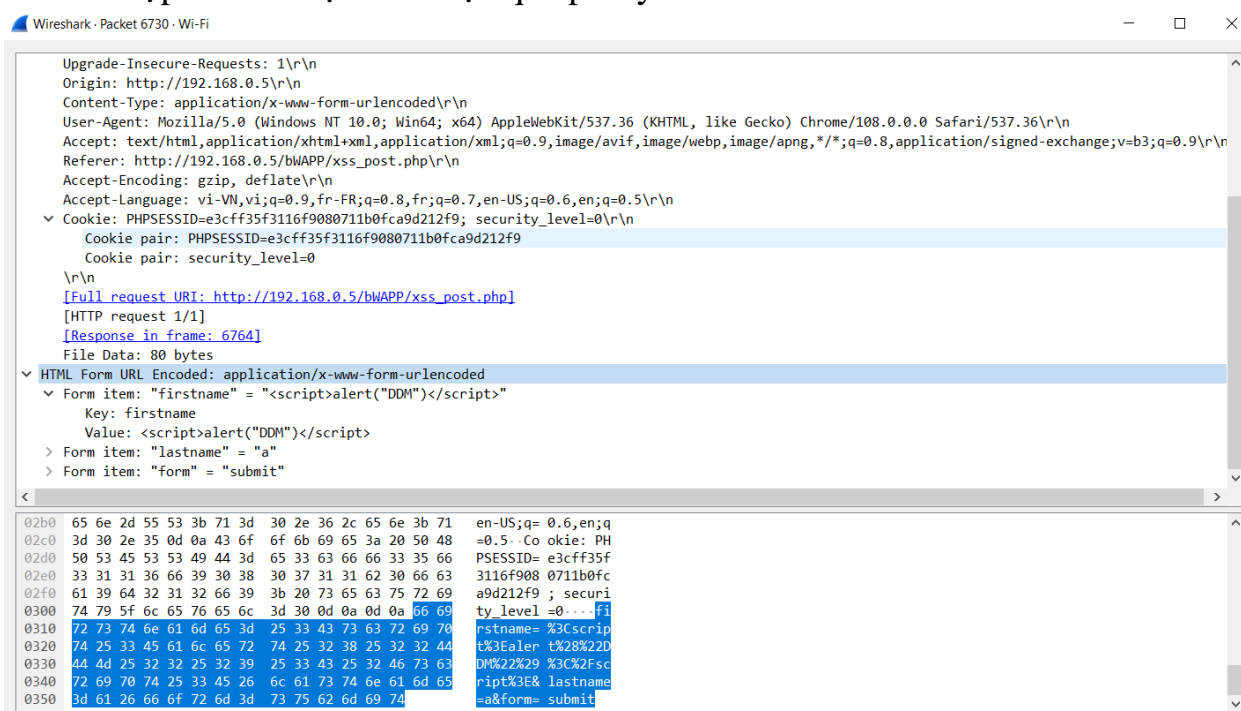 Wireshark · Packet 6730 · Wi-Fi
Upgrade-Insecure-Requests: 1\r\n
Origin: http://192.168.0.5\r\n
Content-Type: application/x-www-form-urlencoded\r\n
User-Agent: Mozilla/5.0 (Windows NT 10.0; Win64; x64) AppleWebKit/537.36 (KHTML, like Gecko) Chrome/108.0.0.0 Safari/537.36\r\n
Accept: text/html,application/xhtml+xml,application/xml;q=0.9,image/avif,image/webp,image/apng,*/*;q=0.8,application/signed-exchange;v=b3;q=0.9\r\n
Referer: http://192.168.0.5/bWAPP/xss_post.php\r\n
Accept-Encoding: gzip, deflate\r\n
Accept-Language: vi-VN,vi;q=0.9,fr-FR;q=0.8,fr;q=0.7,en-US;q=0.6,en;q=0.5\r\n
Cookie: PHPSESSID=e3cff35f3116f9080711b0fca9d212f9; security_level=0\r\n
Cookie pair: PHPSESSID=e3cff35f3116f9080711b0fca9d212f9
Cookie pair: security_level=0
\r\n
[Full request URI: http://192.168.0.5/bWAPP/xss_post.php]
[HTTP request 1/1]
[Response in frame: 6764]
File Data: 80 bytes
HTML Form URL Encoded: application/x-www-form-urlencoded
Form item: "firstname" = "<script>alert("DDM")</script>"
Key: firstname
Value: <script>alert("DDM")</script>
Form item: "lastname" = "a"
Form item: "form" = "submit"
02b0 65 6e 2d 55 53 3b 71 3d 30 2e 36 2c 65 6e 3b 71 en-US;q= 0.6,en;q
02c0 3d 30 2e 35 0d 0a 43 6f 6f 6b 69 65 3a 20 50 48 =0.5··Co okie: PH
02d0 50 53 45 53 53 49 44 3d 65 33 63 66 66 33 35 66 PSESSID= e3cff35f
02e0 33 31 31 36 66 39 30 38 30 37 31 31 62 30 66 63 3116f908 0711b0fc
02f0 61 39 64 32 31 32 66 39 3b 20 73 65 63 75 72 69 a9d212f9 ; securi
0300 74 79 5f 6c 65 76 65 6c 3d 30 0d 0a 0d 0a 66 69 ty_level =0····fi
0310 72 73 74 6e 61 6d 65 3d 25 33 43 73 63 72 69 70 rstname= %3Cscrip
0320 74 25 33 45 61 6c 65 72 74 25 32 38 25 32 32 44 t%3Ealer t%28%22D
0330 44 4d 25 32 32 25 32 39 25 33 43 25 32 46 73 63 DM%22%29 %3C%2Fsc
0340 72 69 70 74 25 33 45 26 6c 61 73 74 6e 61 6d 65 ript%3E& lastname
0350 3d 61 26 66 6f 72 6d 3d 73 75 62 6d 69 74 =a&form= submit